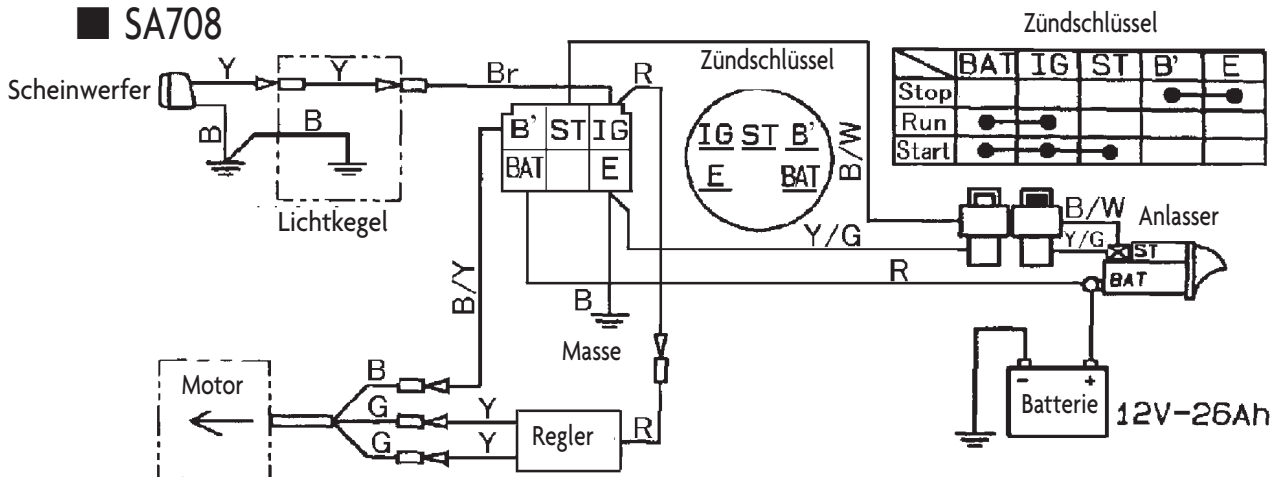 ■ SA708
Zündschlüssel
BAT IG ST B' E
Stop
Run
Start
Scheinwerfer
Y
Y
Br
R
B
B
Lichtkegel
B' ST IG
BAT E
Zündschlüssel
IG ST B'
E BAT
B/W
B/W
Y/G
Y/G
Anlasser
ST
BAT
R
B/Y
B
Masse
Motor
B
G
G
Y
Y
Regler
R
- +
Batterie
12V-26Ah